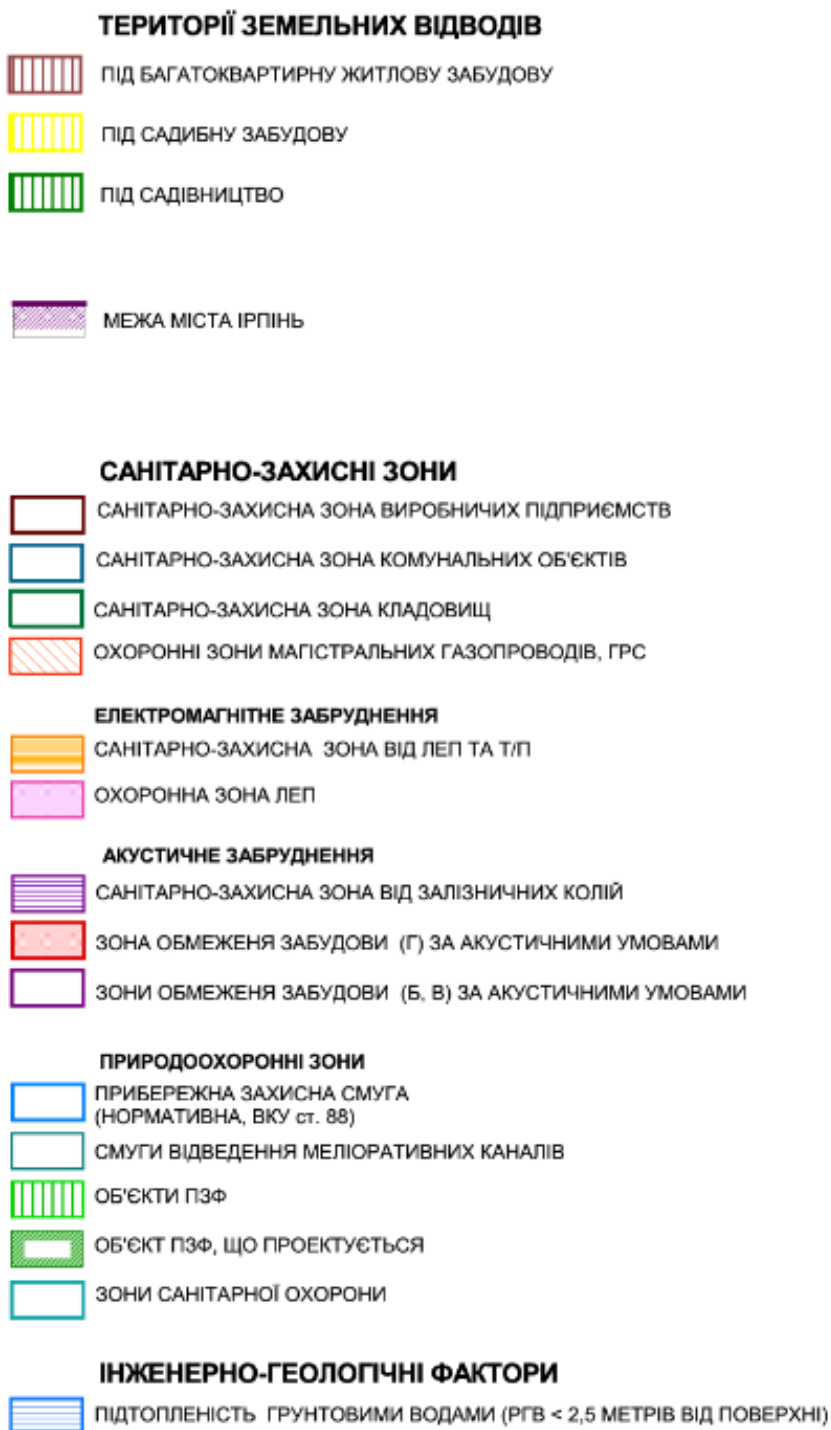 ТЕРИТОРІЇ ЗЕМЕЛЬНИХ ВІДВОДІВ
ПІД БАГАТОКВАРТИРНУ ЖИТЛОВУ ЗАБУДОВУ
ПІД САДИБНУ ЗАБУДОВУ
ПІД САДІВНИЦТВО
МЕЖА МІСТА ІРПІНЬ
САНІТАРНО-ЗАХИСНІ ЗОНИ
САНІТАРНО-ЗАХИСНА ЗОНА ВИРОБНИЧИХ ПІДПРИЄМСТВ
САНІТАРНО-ЗАХИСНА ЗОНА КОМУНАЛЬНИХ ОБ'ЄКТІВ
САНІТАРНО-ЗАХИСНА ЗОНА КЛАДОВИЩ
ОХОРОННІ ЗОНИ МАГІСТРАЛЬНИХ ГАЗОПРОВОДІВ, ГРС
ЕЛЕКТРОМАГНІТНЕ ЗАБРУДНЕННЯ
САНІТАРНО-ЗАХИСНА ЗОНА ВІД ЛЕП ТА Т/П
ОХОРОННА ЗОНА ЛЕП
АКУСТИЧНЕ ЗАБРУДНЕННЯ
САНІТАРНО-ЗАХИСНА ЗОНА ВІД ЗАЛІЗНИЧНИХ КОЛІЙ
ЗОНА ОБМЕЖЕНЯ ЗАБУДОВИ (Г) ЗА АКУСТИЧНИМИ УМОВАМИ
ЗОНИ ОБМЕЖЕНЯ ЗАБУДОВИ (Б, В) ЗА АКУСТИЧНИМИ УМОВАМИ
ПРИРОДООХОРОННІ ЗОНИ
ПРИБЕРЕЖНА ЗАХИСНА СМУГА
(НОРМАТИВНА, ВКУ ст. 88)
СМУГИ ВІДВЕДЕННЯ МЕЛІОРАТИВНИХ КАНАЛІВ
ОБ'ЄКТИ ПЗФ
ОБ'ЄКТ ПЗФ, ЩО ПРОЕКТУЄТЬСЯ
ЗОНИ САНІТАРНОЇ ОХОРОНИ
ІНЖЕНЕРНО-ГЕОЛОГІЧНІ ФАКТОРИ
ПІДТОПЛЕНІСТЬ ГРУНТОВИМИ ВОДАМИ (РГВ < 2,5 МЕТРІВ ВІД ПОВЕРХНІ)